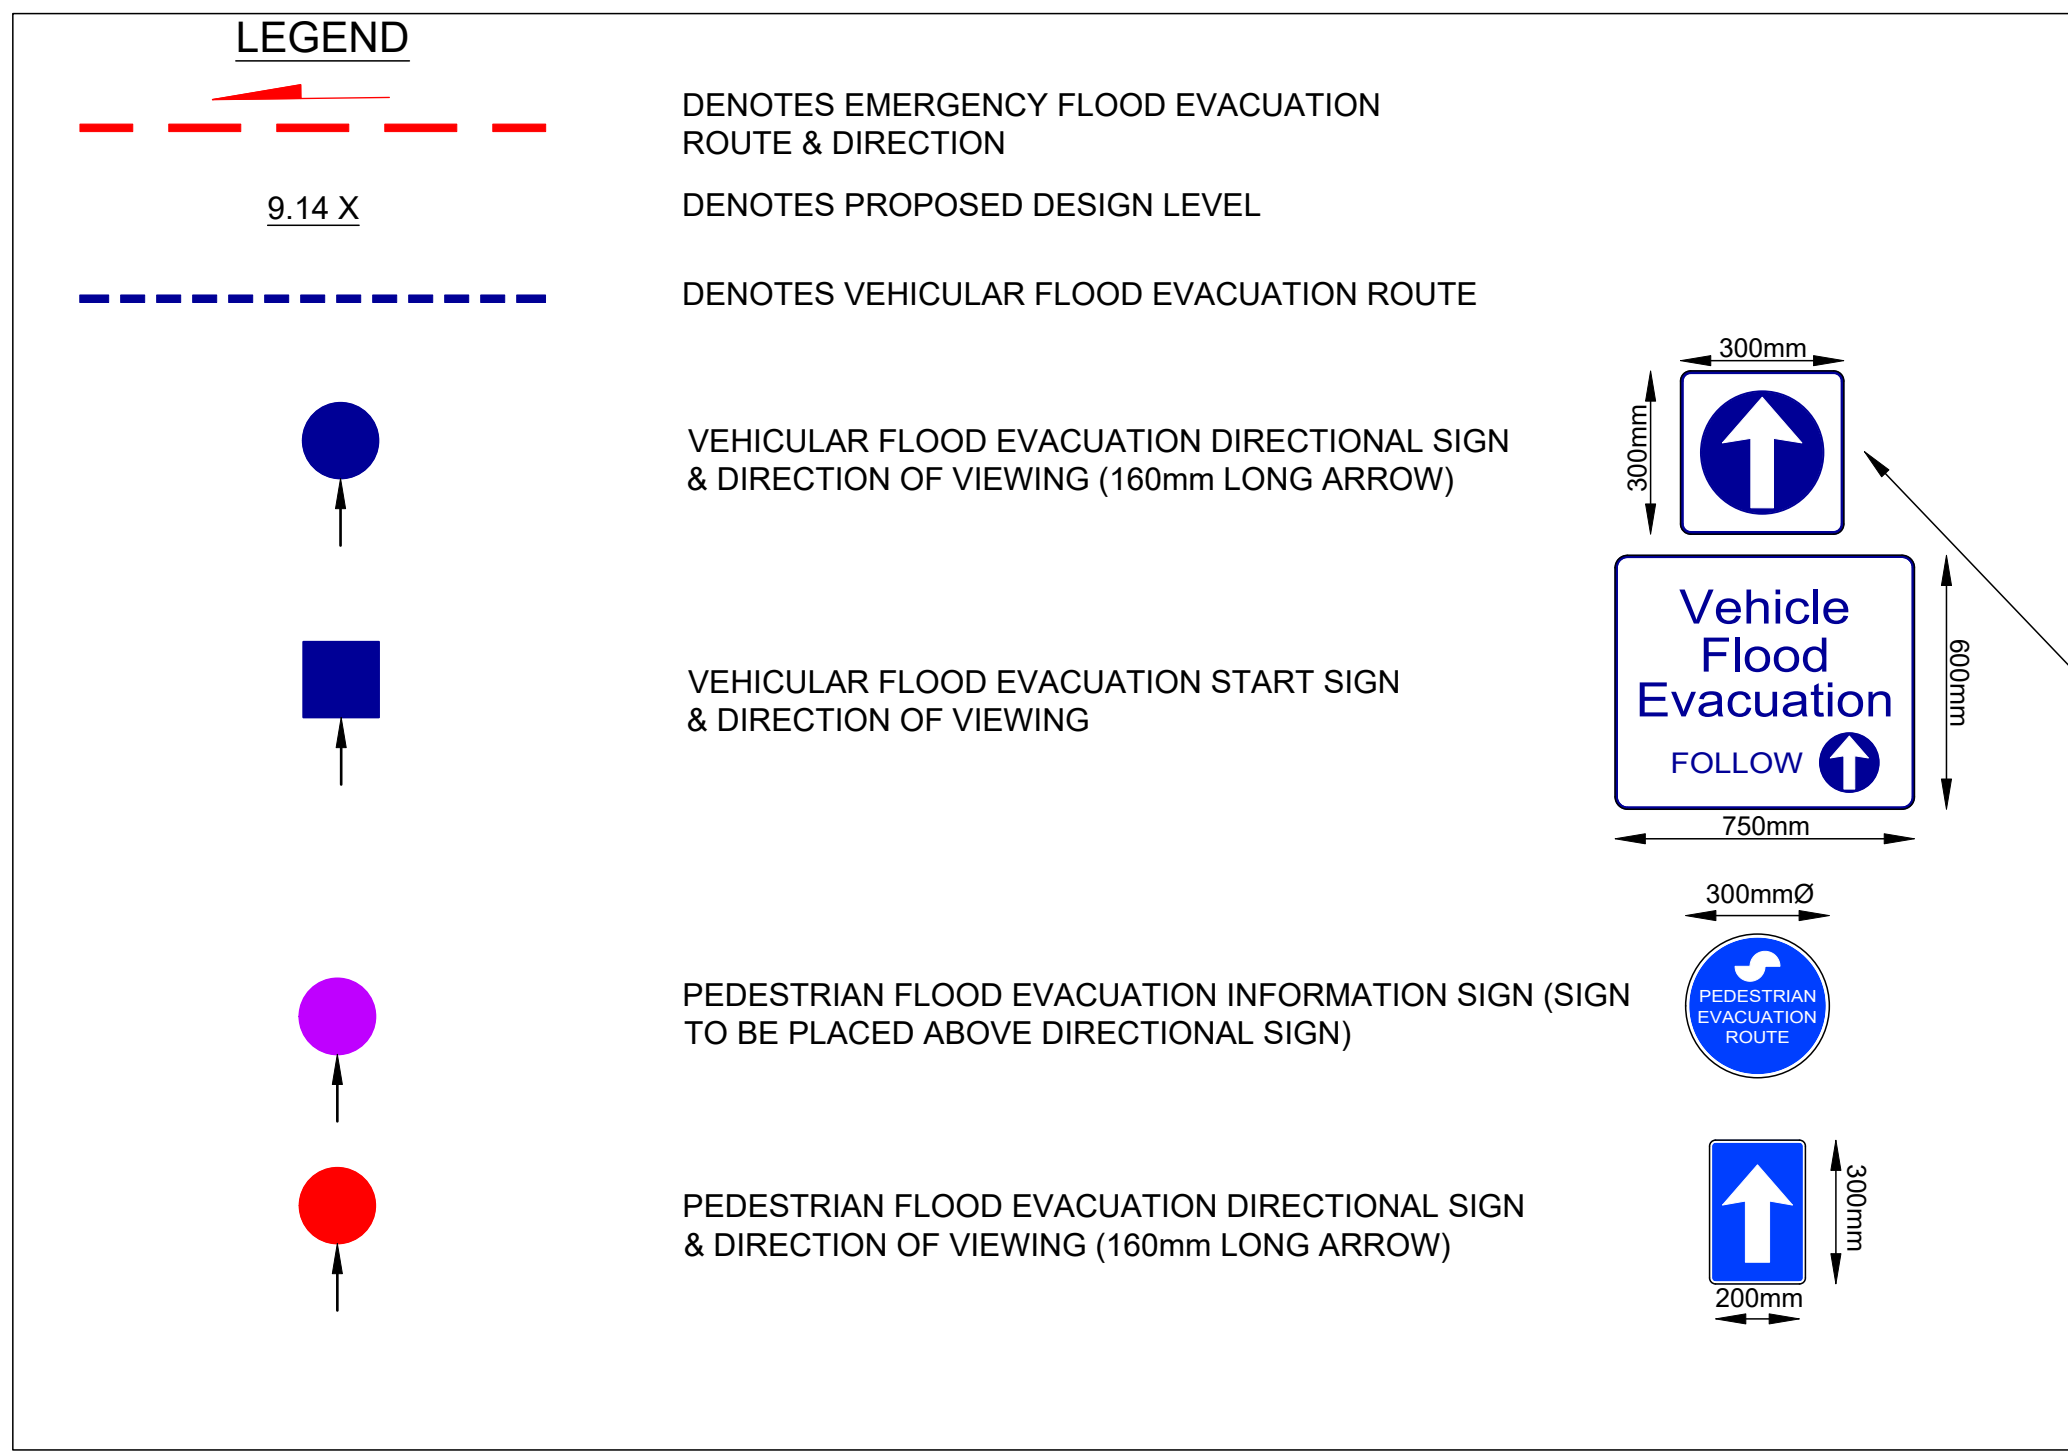 LEGEND
DENOTES EMERGENCY FLOOD EVACUATION
ROUTE & DIRECTION
9.14 X
DENOTES PROPOSED DESIGN LEVEL
DENOTES VEHICULAR FLOOD EVACUATION ROUTE
300mm
300mm
VEHICULAR FLOOD EVACUATION DIRECTIONAL SIGN
& DIRECTION OF VIEWING (160mm LONG ARROW)
Vehicle
Flood
Evacuation
FOLLOW
600mm
750mm
VEHICULAR FLOOD EVACUATION START SIGN
& DIRECTION OF VIEWING
300mmØ
PEDESTRIAN FLOOD EVACUATION INFORMATION SIGN (SIGN
TO BE PLACED ABOVE DIRECTIONAL SIGN)
PEDESTRIAN
EVACUATION
ROUTE
PEDESTRIAN FLOOD EVACUATION DIRECTIONAL SIGN
& DIRECTION OF VIEWING (160mm LONG ARROW)
300mm
200mm